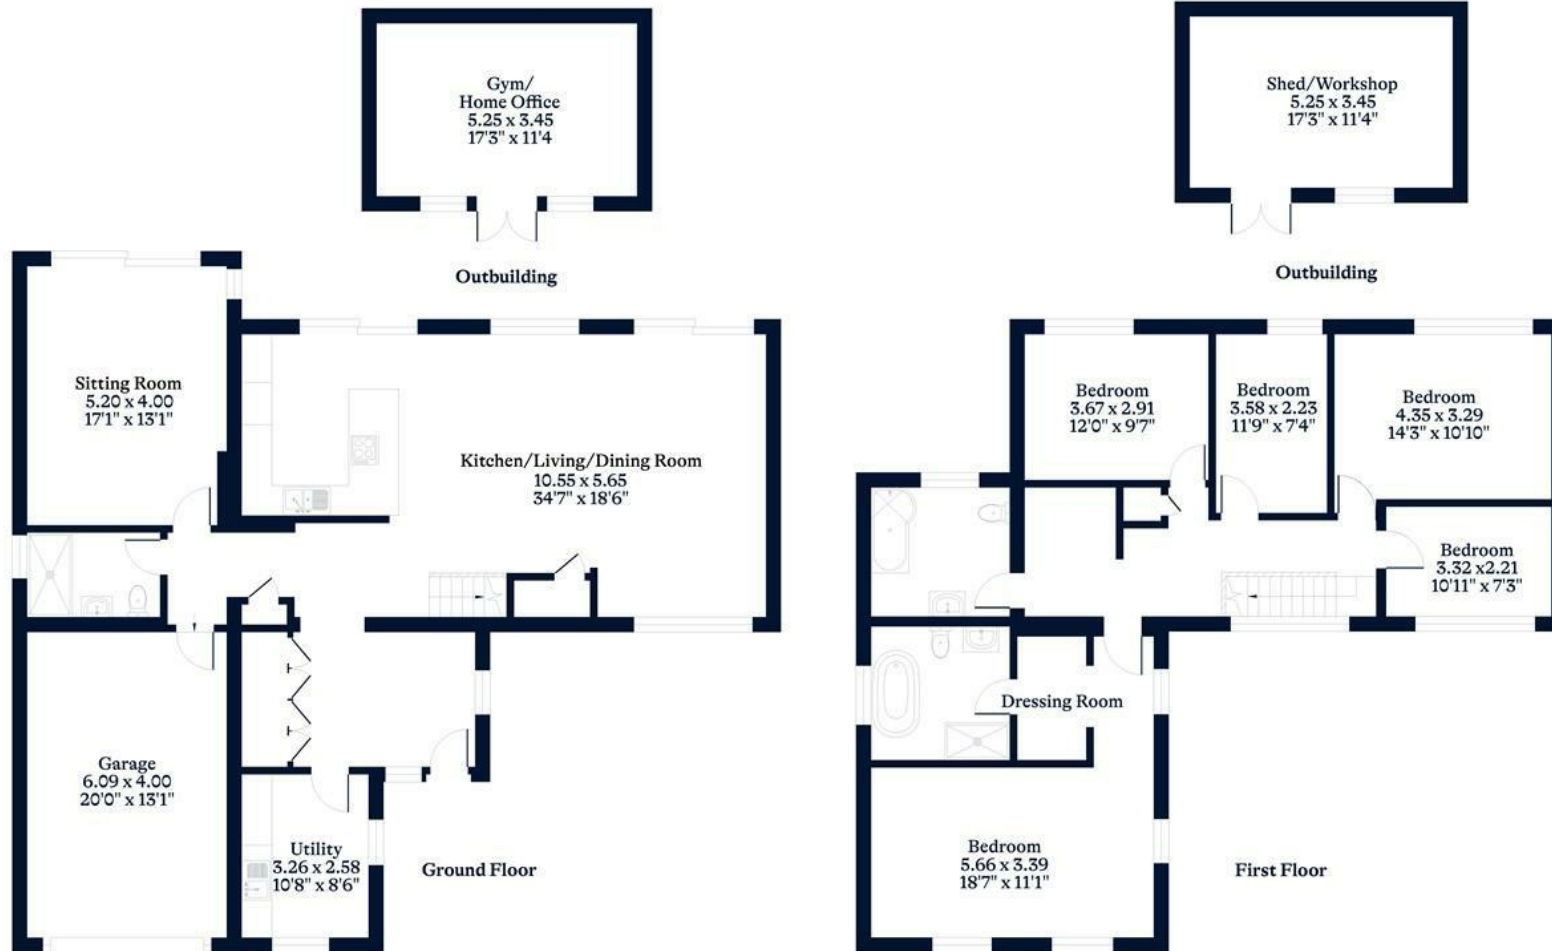 Gym/
Home Office
5.25 x 3.45
17'3" x 11'4
Outbuilding
Shed/Workshop
5.25 x 3.45
17'3" x 11'4"
Outbuilding
Sitting Room
5.20 x 4.00
17'1" x 13'1"
Kitchen/Living/Dining Room
10.55 x 5.65
34'7" x 18'6"
Garage
6.09 x 4.00
20'0" x 13'1"
Utility
3.26 x 2.58
10'8" x 8'6"
Ground Floor
Bedroom
3.67 x 2.91
12'0" x 9'7"
Bedroom
3.58 x 2.23
11'9" x 7'4"
Bedroom
4.35 x 3.29
14'3" x 10'10"
Bedroom
3.32 x2.21
10'11" x 7'3"
Dressing Room
Bedroom
5.66 x 3.39
18'7" x 11'1"
First Floor